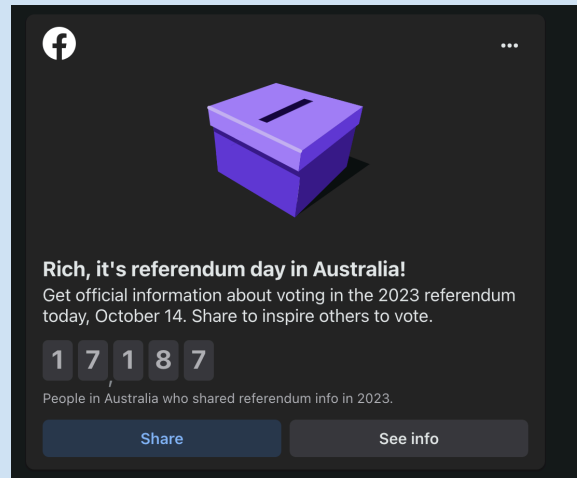 Rich, it's referendum day in Australia!
Get official information about voting in the 2023 referendum
today, October 14. Share to inspire others to vote.
17,187
People in Australia who shared referendum info in 2023.
Share
See info